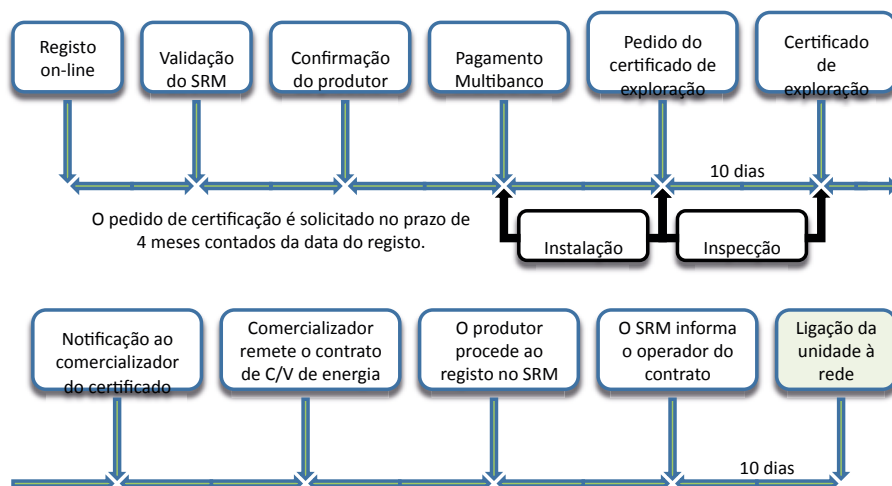 Registo
on-line
Validação
do SRM
Confirmação
do produtor
Pagamento
Multibanco
Pedido do
certificado de
exploração
Certificado
de
exploração
10 dias
O pedido de certificação é solicitado no prazo de
4 meses contados da data do registo.
Instalação
Inspecção
Notificação ao
comercializador
do certificado
Comercializador
remete o contrato
de C/V de energia
O produtor
procede ao
registo no SRM
O SRM informa
o operador do
contrato
Ligação da
unidade à
rede
10 dias